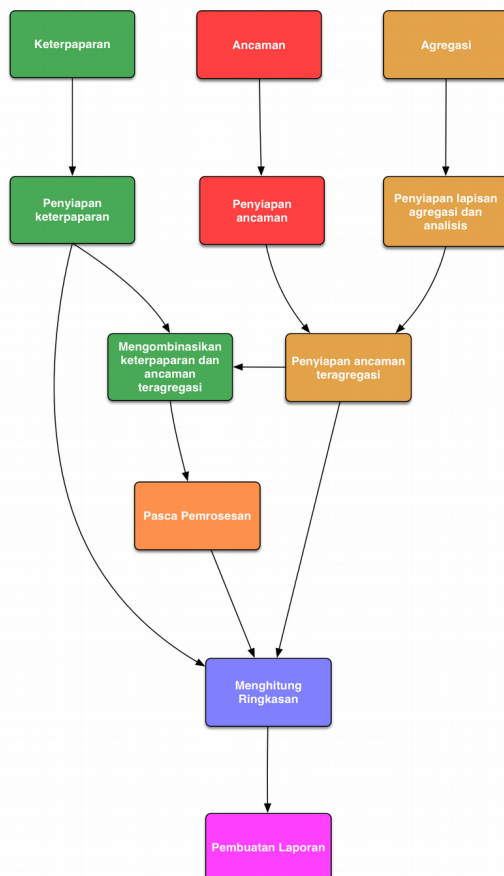 Keterpaparan
Ancaman
Agregasi
Penyiapan
keterpaparan
Penyiapan
ancaman
Penyiapan lapisan
agregasi dan
analisis
Mengombinasikan
keterpaparan dan
ancaman
teragregasi
Penyiapan ancaman
teragregasi
Pasca Pemrosesan
Menghitung
Ringkasan
Pembuatan Laporan